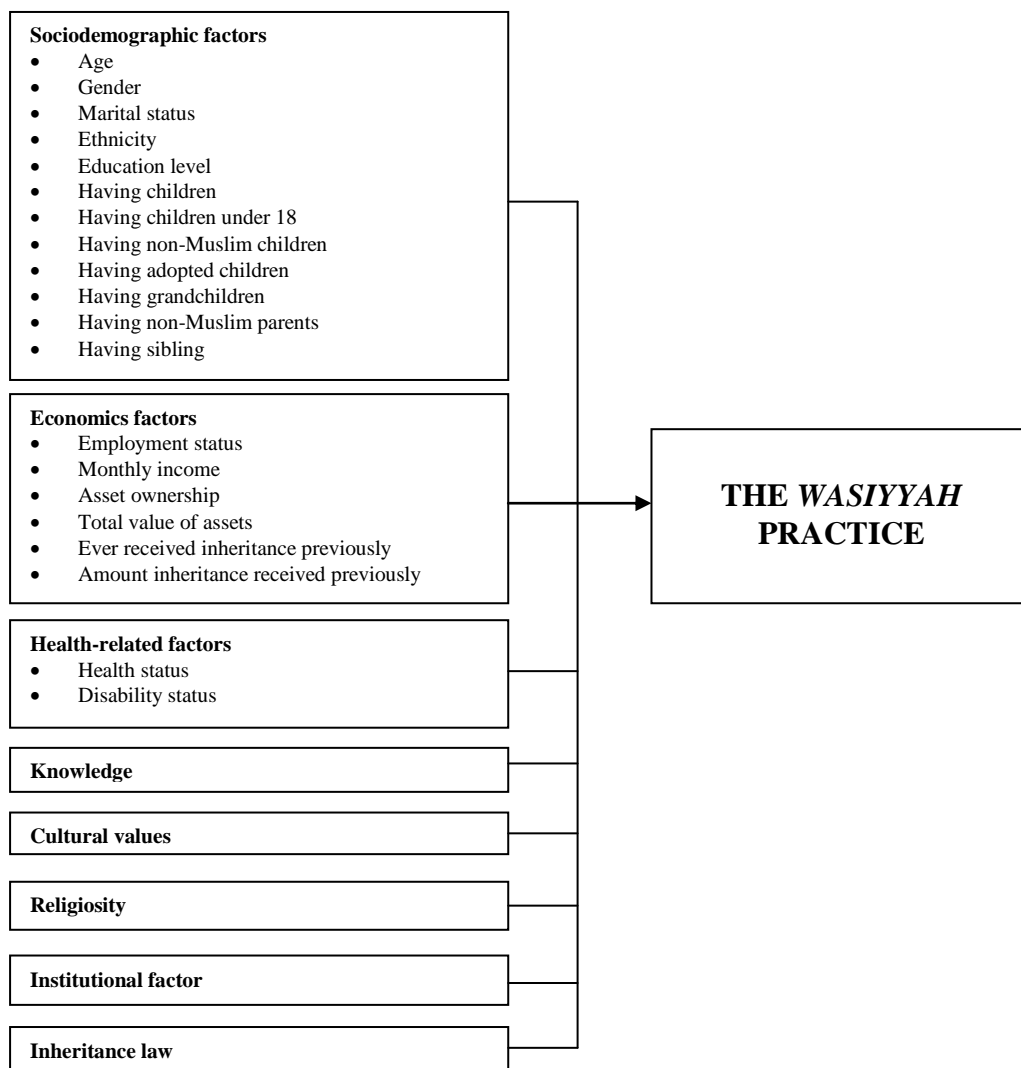 Sociodemographic factors
• Age
• Gender
• Marital status
• Ethnicity
• Education level
• Having children
• Having children under 18
• Having non-Muslim children
• Having adopted children
• Having grandchildren
• Having non-Muslim parents
• Having sibling
Economics factors
• Employment status
• Monthly income
• Asset ownership
• Total value of assets
• Ever received inheritance previously
• Amount inheritance received previously
Health-related factors
• Health status
• Disability status
Knowledge
Cultural values
Religiosity
Institutional factor
Inheritance law
THE WASIYYAH
PRACTICE